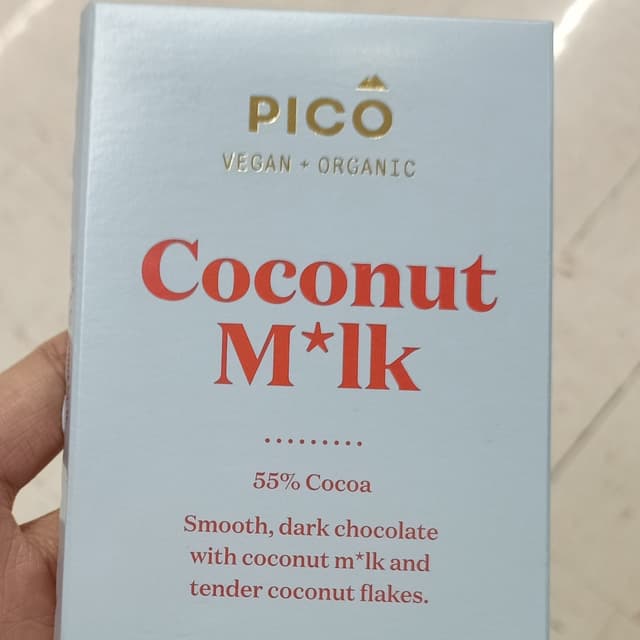 PICO
VEGAN + ORGANIC
Coconut
M*lk
55% Cocoa
Smooth, dark chocolate
with coconut m*lk and
tender coconut flakes.